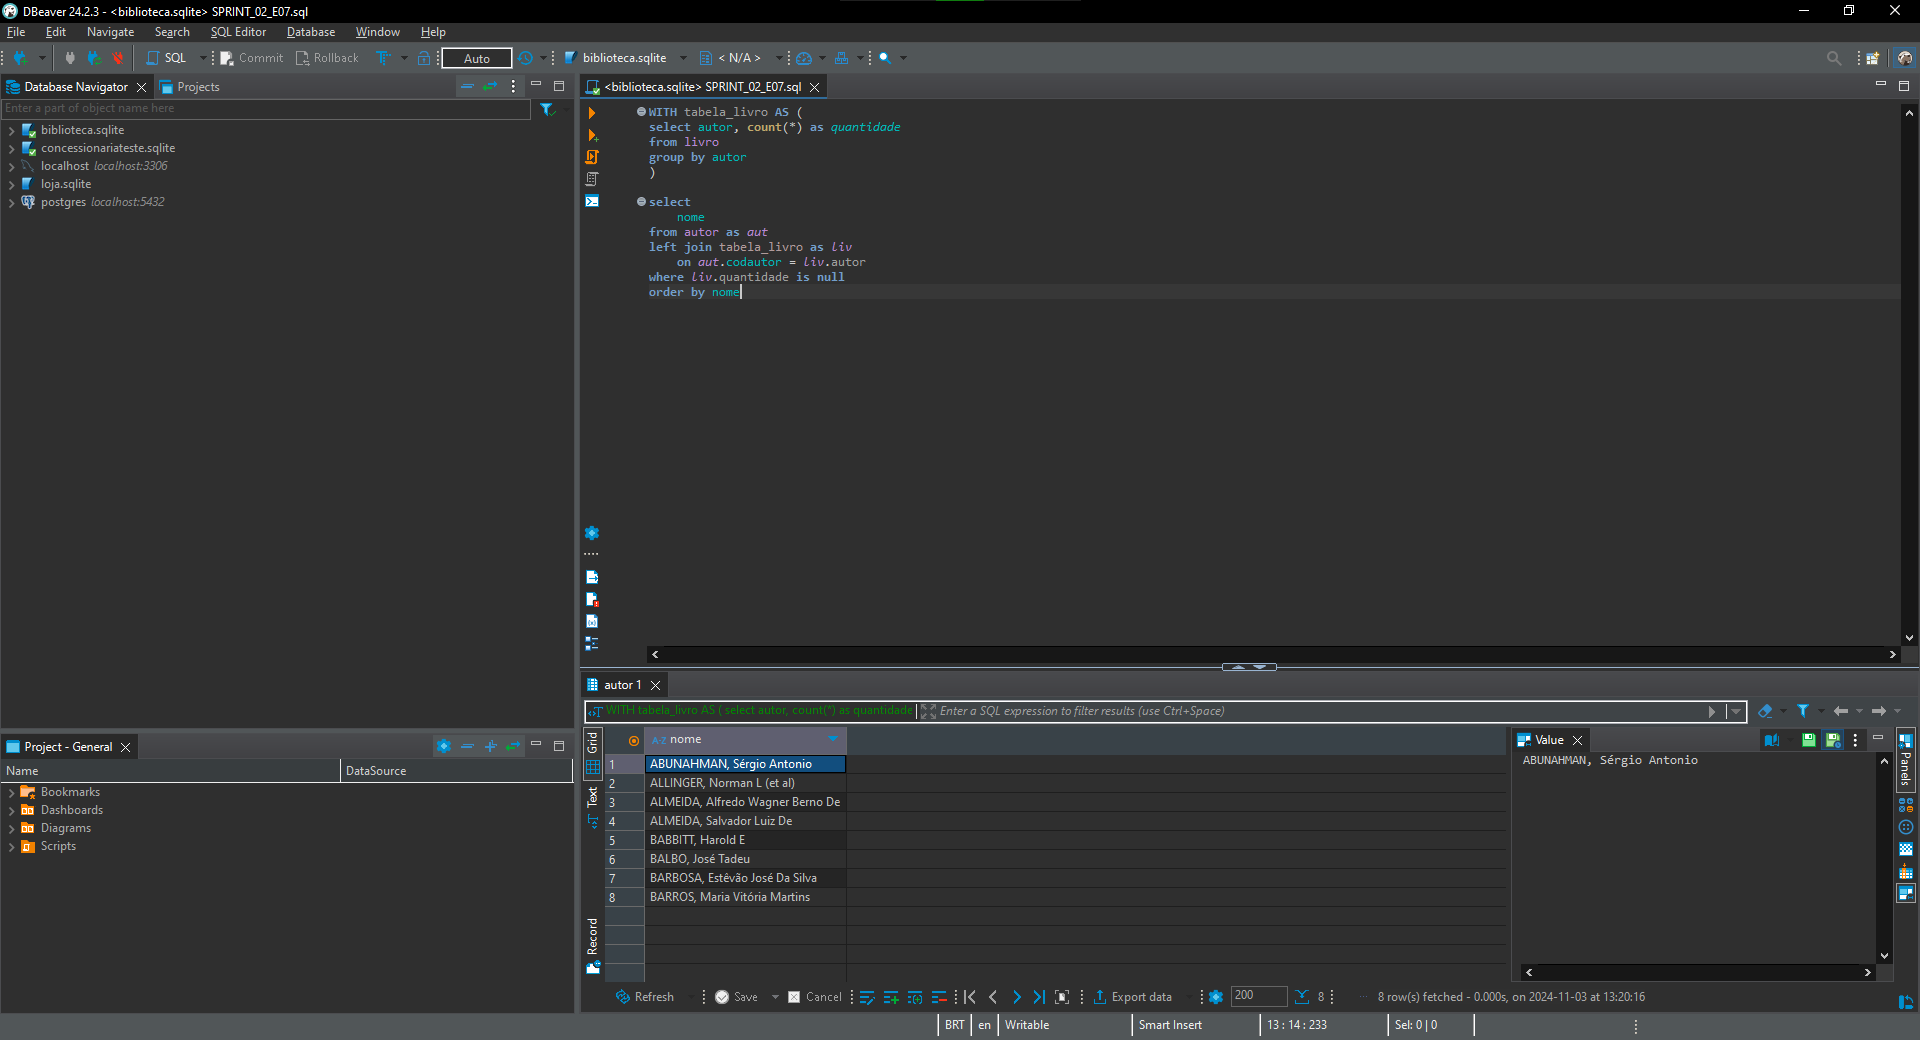 DBeaver 24.2.3 - <biblioteca.sqlite> SPRINT_02_E07.sql
File Edit Navigate Search SQL Editor Database Window Help
SQL Commit Rollback Auto biblioteca.sqlite < N/A >
Database Navigator Projects
Enter a part of object name here
biblioteca.sqlite
concessionariateste.sqlite
localhost localhost:3306
loja.sqlite
postgres localhost:5432
Project - General
Name DataSource
Bookmarks
Dashboards
Diagrams
Scripts
<biblioteca.sqlite> SPRINT_02_E07.sql
WITH tabela_livro AS (
select autor, count(*) as quantidade
from livro
group by autor
)
select
nome
from autor as aut
left join tabela_livro as liv
on aut.codautor = liv.autor
where liv.quantidade is null
order by nome
autor 1
WITH tabela_livro AS ( select autor, count(*) as quantidade Enter a SQL expression to filter results (use Ctrl+Space)
Grid
Text
Record
A-Z nome
1 ABUNAHMAN, Sérgio Antonio
2 ALLINGER, Norman L (et al)
3 ALMEIDA, Alfredo Wagner Berno De
4 ALMEIDA, Salvador Luiz De
5 BABBITT, Harold E
6 BALBO, José Tadeu
7 BARBOSA, Estêvão José Da Silva
8 BARROS, Maria Vitória Martins
Value
ABUNAHMAN, Sérgio Antonio
Panels
Refresh Save Cancel Export data 200 8 8 row(s) fetched - 0.000s, on 2024-11-03 at 13:20:16
BRT en Writable Smart Insert 13 : 14 : 233 Sel: 0 | 0